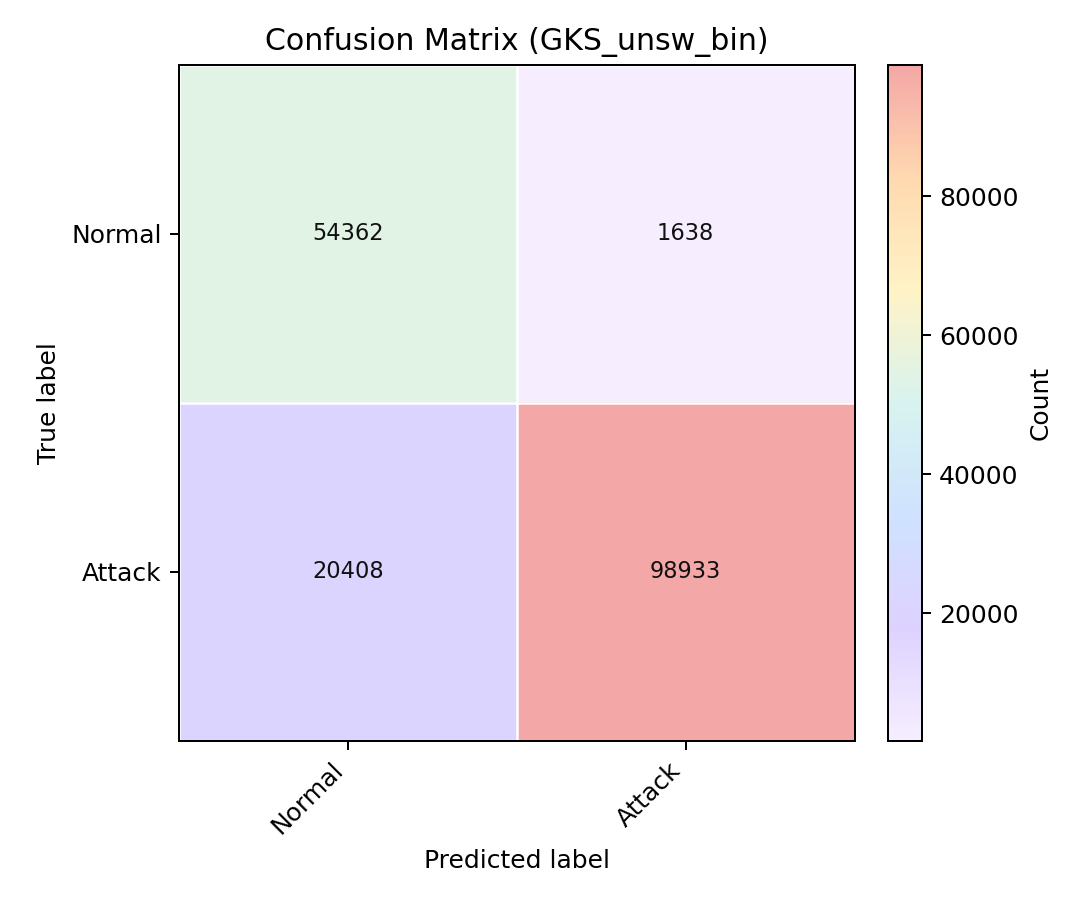 Confusion Matrix (GKS_unsw_bin)
Normal
54362
1638
Attack
20408
98933
True label
Normal
Attack
Predicted label
80000
60000
40000
20000
Count